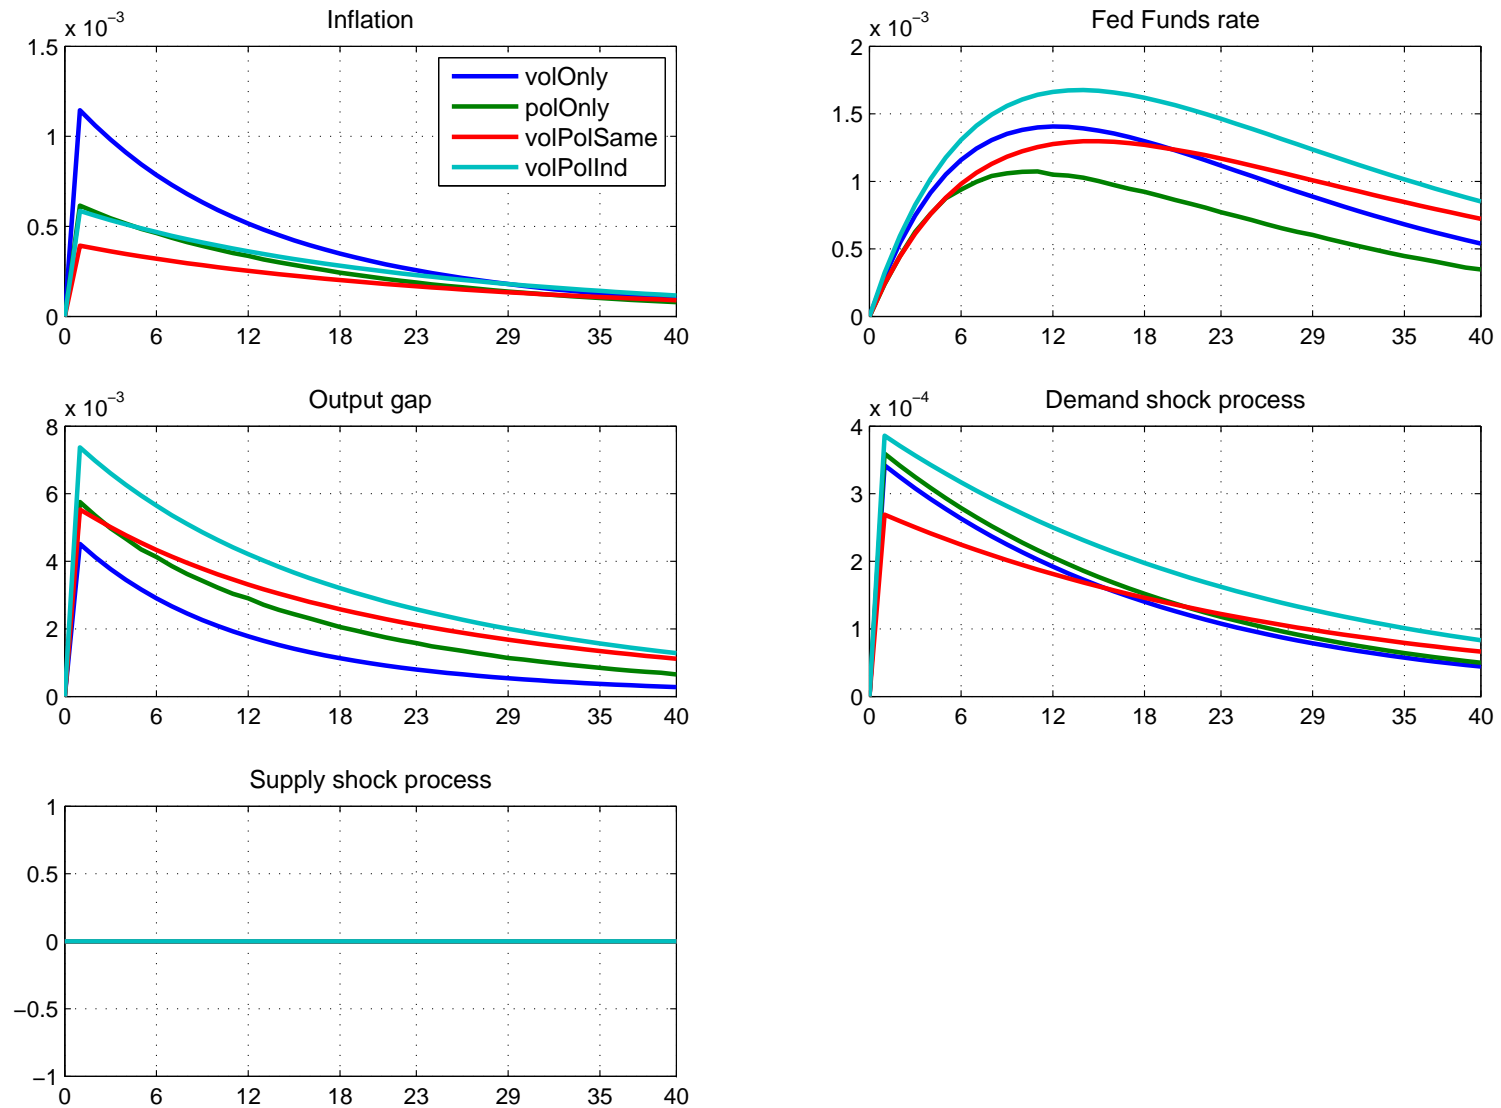 Inflation
x 10−3
1.5
1
0.5
0
0 6 12 18 23 29 35 40
volOnly
polOnly
volPolSame
volPolInd
Fed Funds rate
x 10−3
2
1.5
1
0.5
0
0 6 12 18 23 29 35 40
Output gap
x 10−3
8
6
4
2
0
0 6 12 18 23 29 35 40
Demand shock process
x 10−4
4
3
2
1
0
0 6 12 18 23 29 35 40
Supply shock process
1
0.5
0
−0.5
−1
0 6 12 18 23 29 35 40